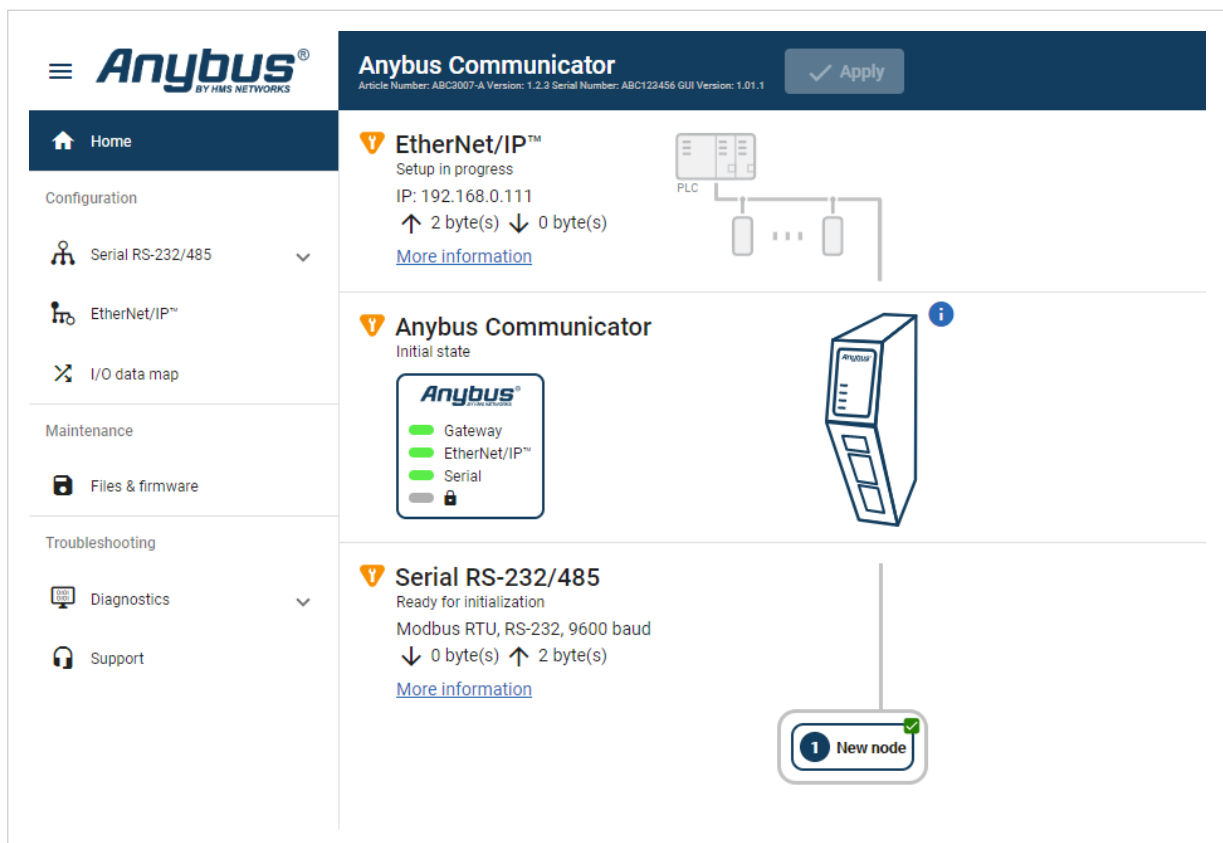 Anybus®
BY HMS NETWORKS
Anybus Communicator
Article Number: ABC3007-A Version: 1.2.3 Serial Number: ABC123456 GUI Version: 1.01.1
Apply
Home
Configuration
Serial RS-232/485
EtherNet/IP™
I/O data map
Maintenance
Files & firmware
Troubleshooting
Diagnostics
Support
EtherNet/IP™
Setup in progress
IP: 192.168.0.111
2 byte(s) 0 byte(s)
More information
PLC
Anybus Communicator
Initial state
Anybus®
BY HMS NETWORKS
Gateway
EtherNet/IP™
Serial
i
Anybus®
Serial RS-232/485
Ready for initialization
Modbus RTU, RS-232, 9600 baud
0 byte(s) 2 byte(s)
More information
1 New node